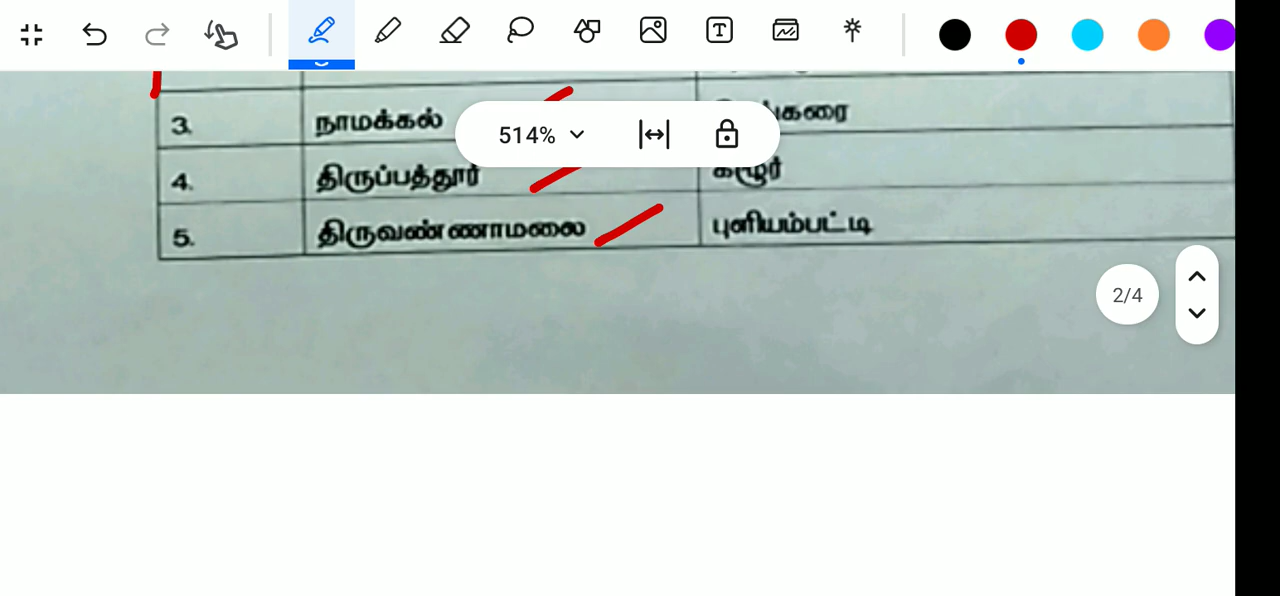 514%
3. நாமக்கல்
4. திருப்பத்தூர்
5. திருவண்ணாமலை புளியம்பட்டி
2/4